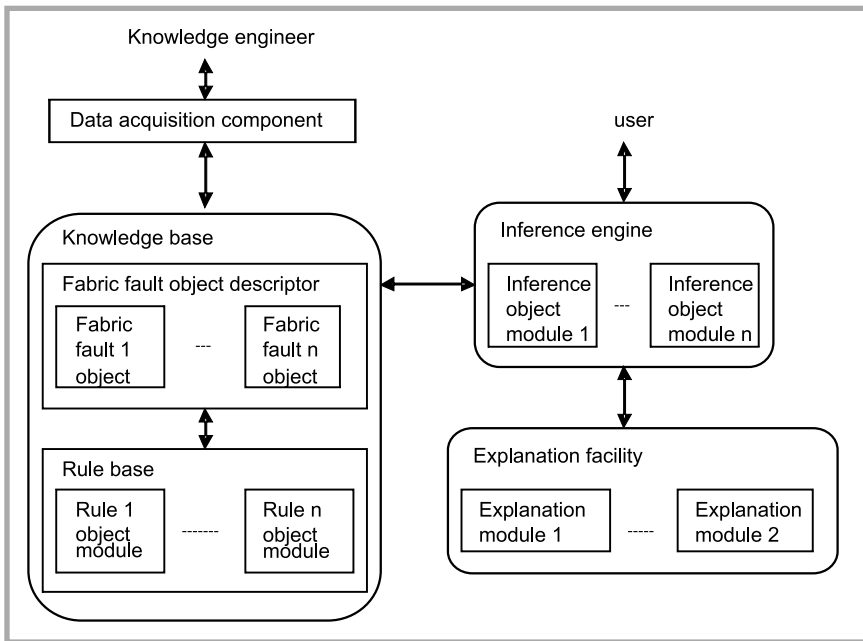 Knowledge engineer
Data acquisition component
Knowledge base
Fabric fault object descriptor
Fabric
fault 1
object
---
Fabric
fault n
object
Rule base
Rule 1
object
module
-------
Rule n
object
module
user
Inference engine
Inference
object
module 1
---
Inference
object
module n
Explanation facility
Explanation
module 1
-----
Explanation
module 2